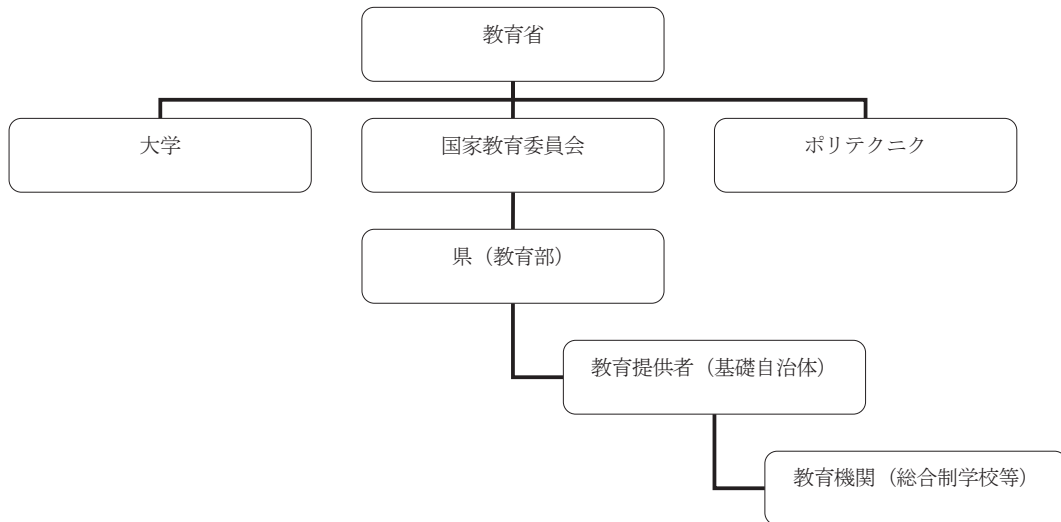 教育省
大学
国家教育委員会
ポリテクニク
県（教育部）
教育提供者（基礎自治体）
教育機関（総合制学校等）